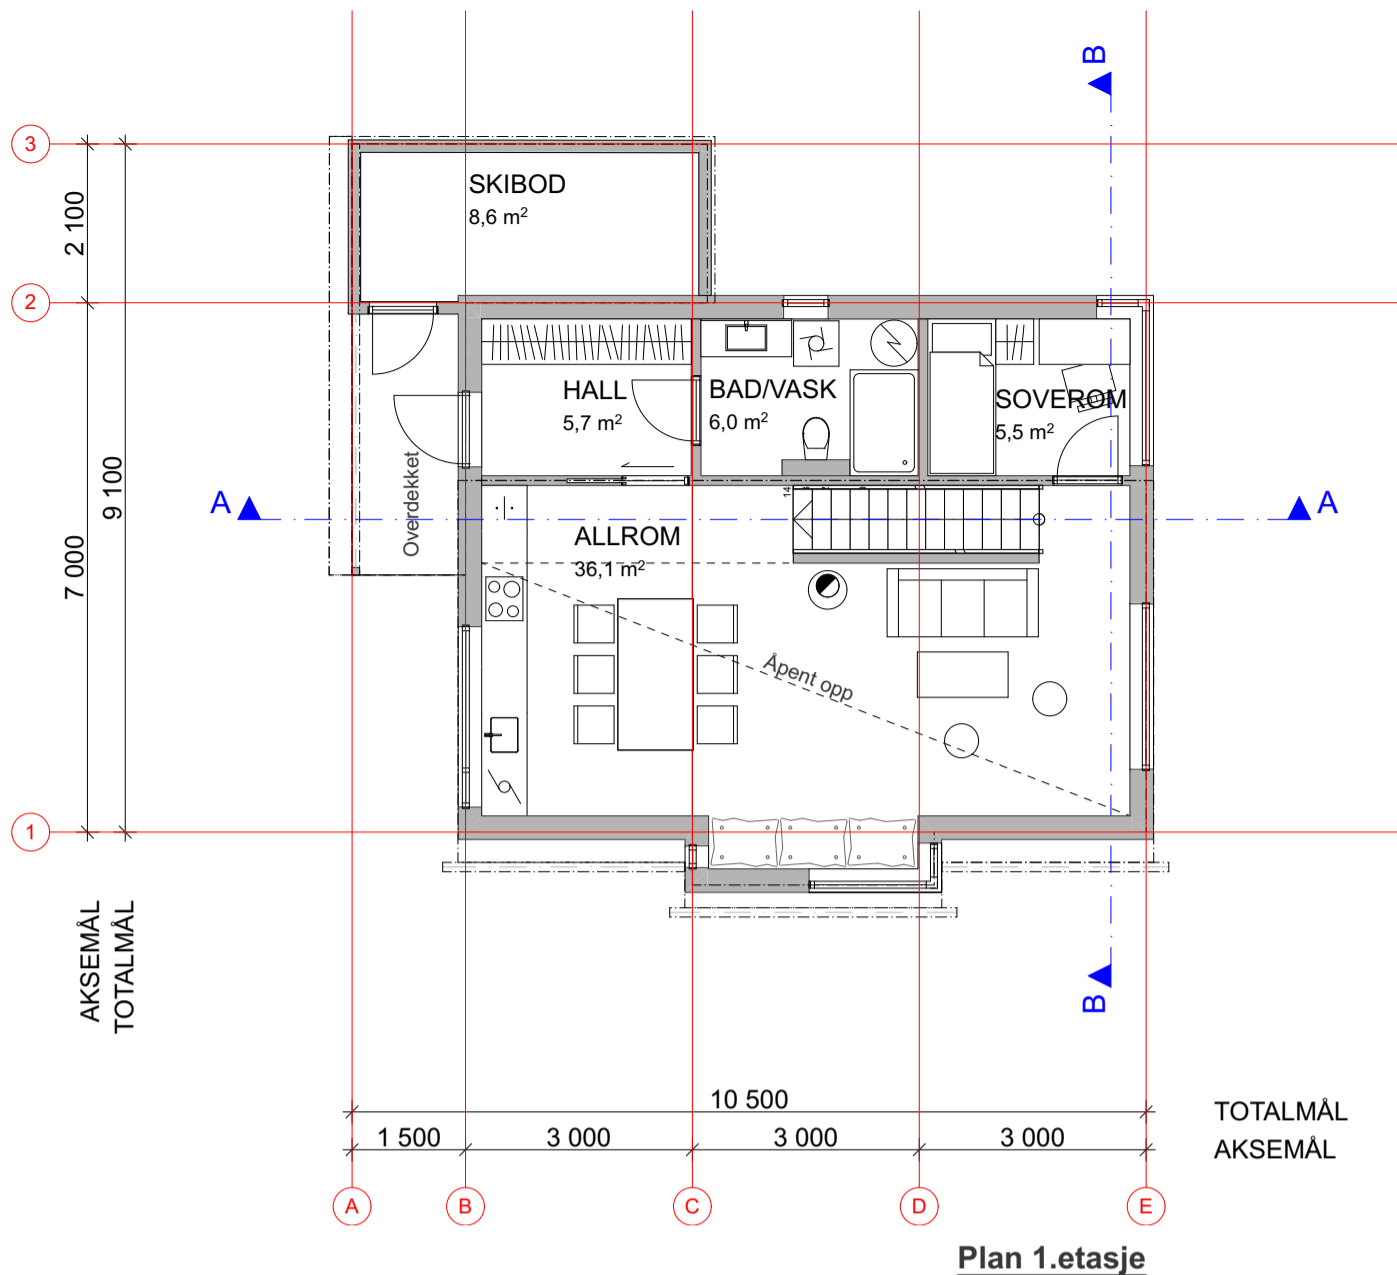 B
3
SKIBOD
8,6 m²
2 100
2
HALL
5,7 m²
BAD/VASK
6,0 m²
SOVEROM
5,5 m²
9 100
Overdekket
A
A
14
ALLROM
36,1 m²
7 000
Åpent opp
1
AKSEMÅL
TOTALMÅL
B
10 500
TOTALMÅL
1 500
3 000
3 000
3 000
AKSEMÅL
A
B
C
D
E
Plan 1.etasje